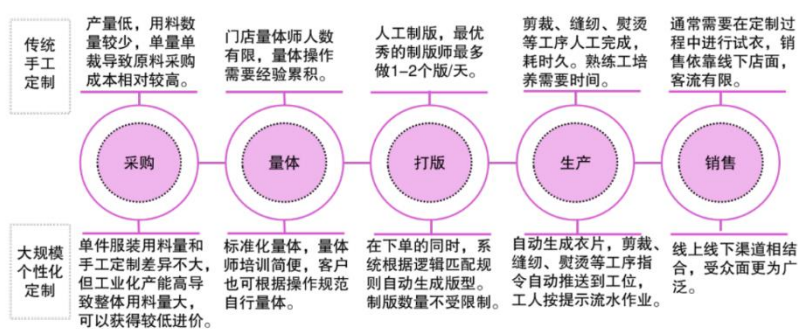 传统
手工
定制
产量低，用料数
量较少，单量单
裁导致原料采购
成本相对较高。
门店量体师人数
有限，量体操作
需要经验累积。
人工制版，最优
秀的制版师最多
做1-2个版/天。
剪裁、缝纫、熨烫
等工序人工完成，
耗时久。熟练工培
养需要时间。
通常需要在定制过
程中进行试衣，销
售依靠线下店面，
客流有限。
采购
量体
打版
生产
销售
大规模
个性化
定制
单件服装用料量和
手工定制差异不大，
但工业化产能高导
致整体用料量大，
可以获得较低进价。
标准化量体，量体
师培训简便，客户
也可根据操作规范
自行量体。
在下单的同时，系
统根据逻辑匹配规
则自动生成版型。
制版数量不受限制。
自动生成衣片，剪裁、
缝纫、熨烫等工序指
令自动推送到工位，
工人按提示流水作业。
线上线下渠道相结
合，受众面更为广
泛。